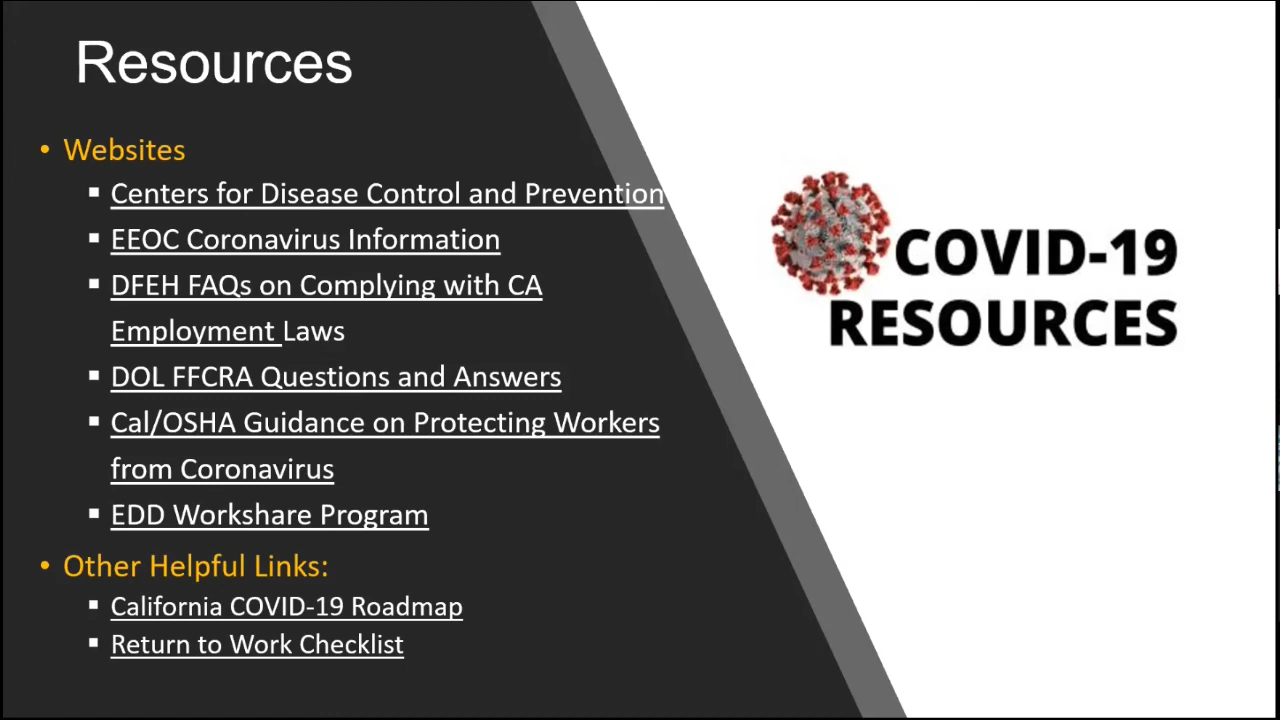 Resources
• Websites
▪ Centers for Disease Control and Prevention
▪ EEOC Coronavirus Information
▪ DFEH FAQs on Complying with CA
Employment Laws
▪ DOL FFCRA Questions and Answers
▪ Cal/OSHA Guidance on Protecting Workers
from Coronavirus
▪ EDD Workshare Program
• Other Helpful Links:
▪ California COVID-19 Roadmap
▪ Return to Work Checklist
COVID-19
RESOURCES